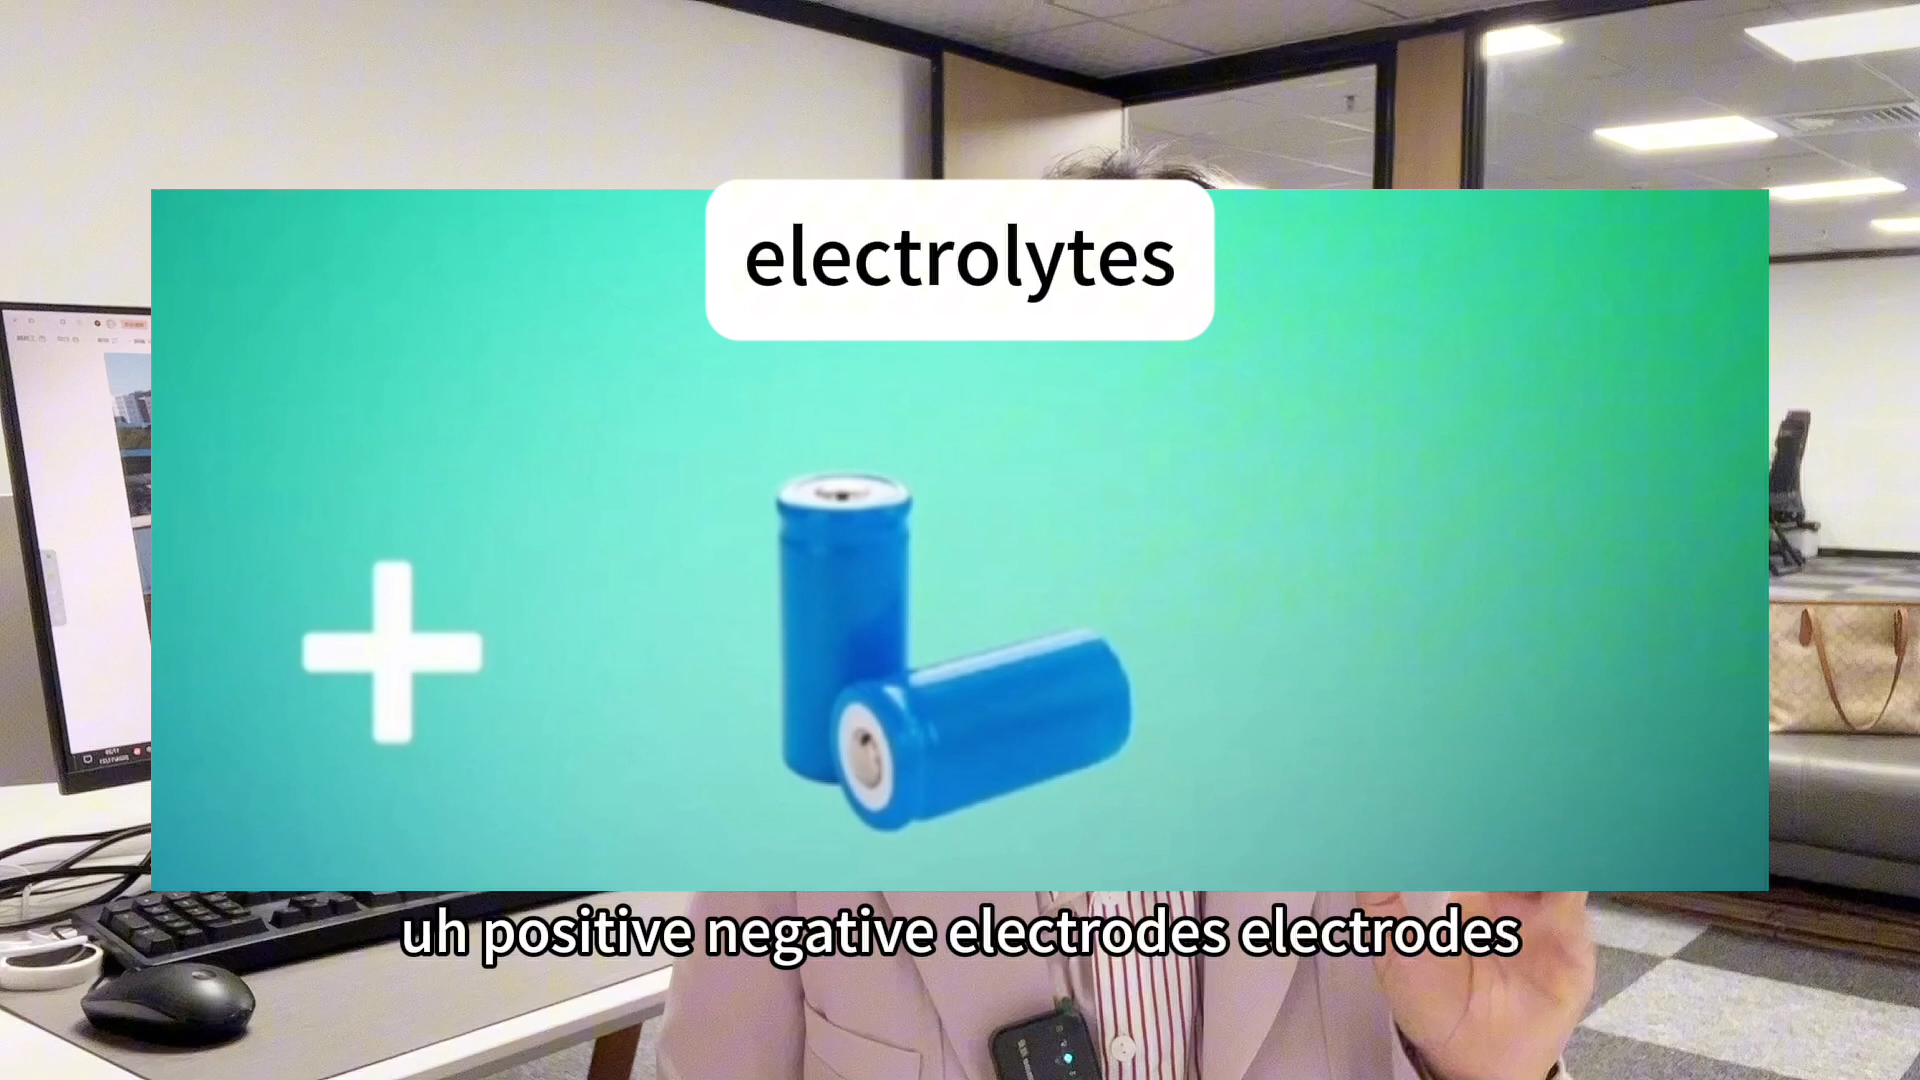 electrolytes
uh positive negative electrodes electrodes